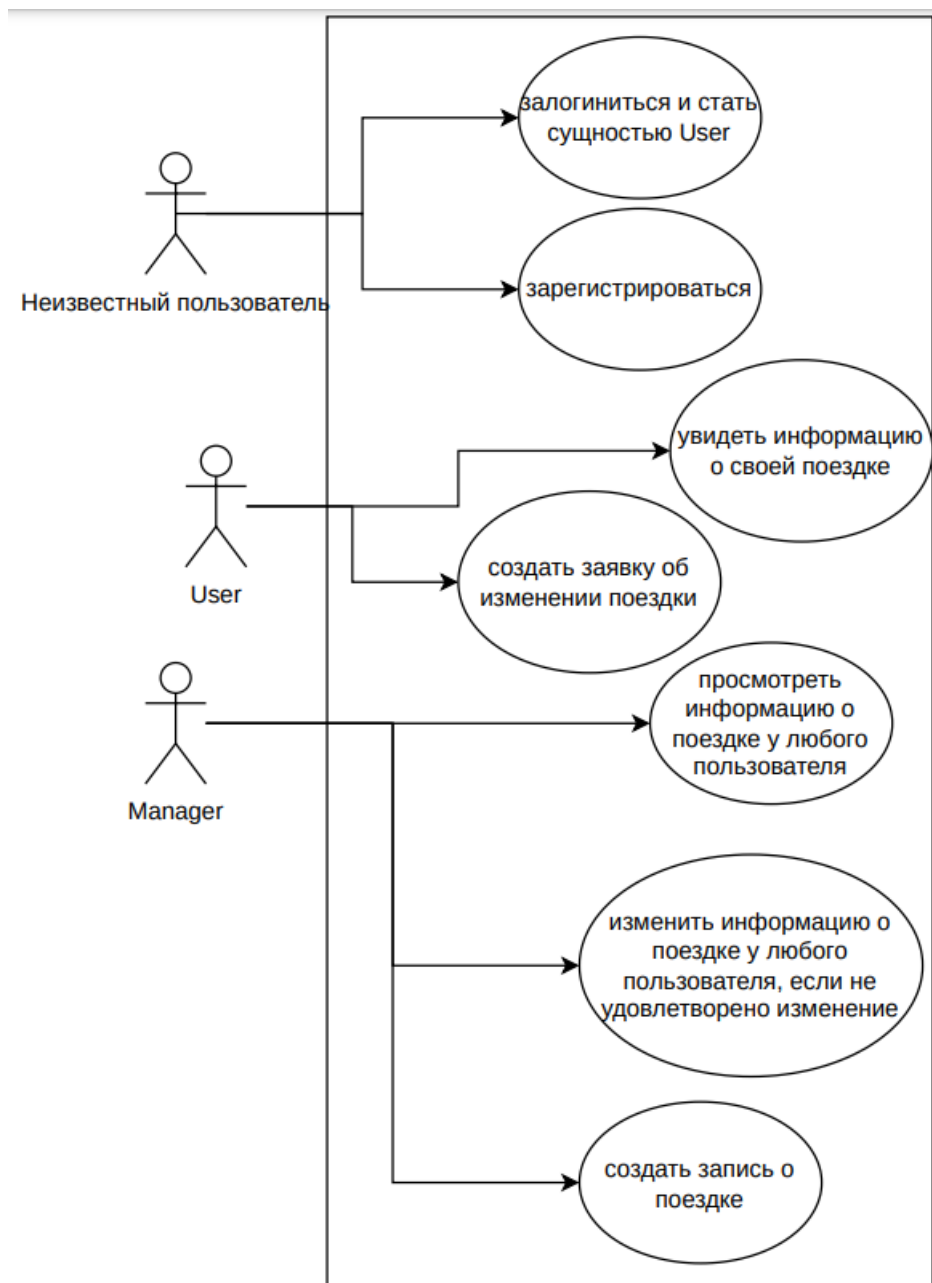 залогиниться и стать
сущностью User
Неизвестный пользователь
зарегистрироваться
увидеть информацию
о своей поездке
User
создать заявку об
изменении поездки
Manager
просмотреть
информацию о
поездке у любого
пользователя
изменить информацию о
поездке у любого
пользователя, если не
удовлетворено изменение
создать запись о
поездке